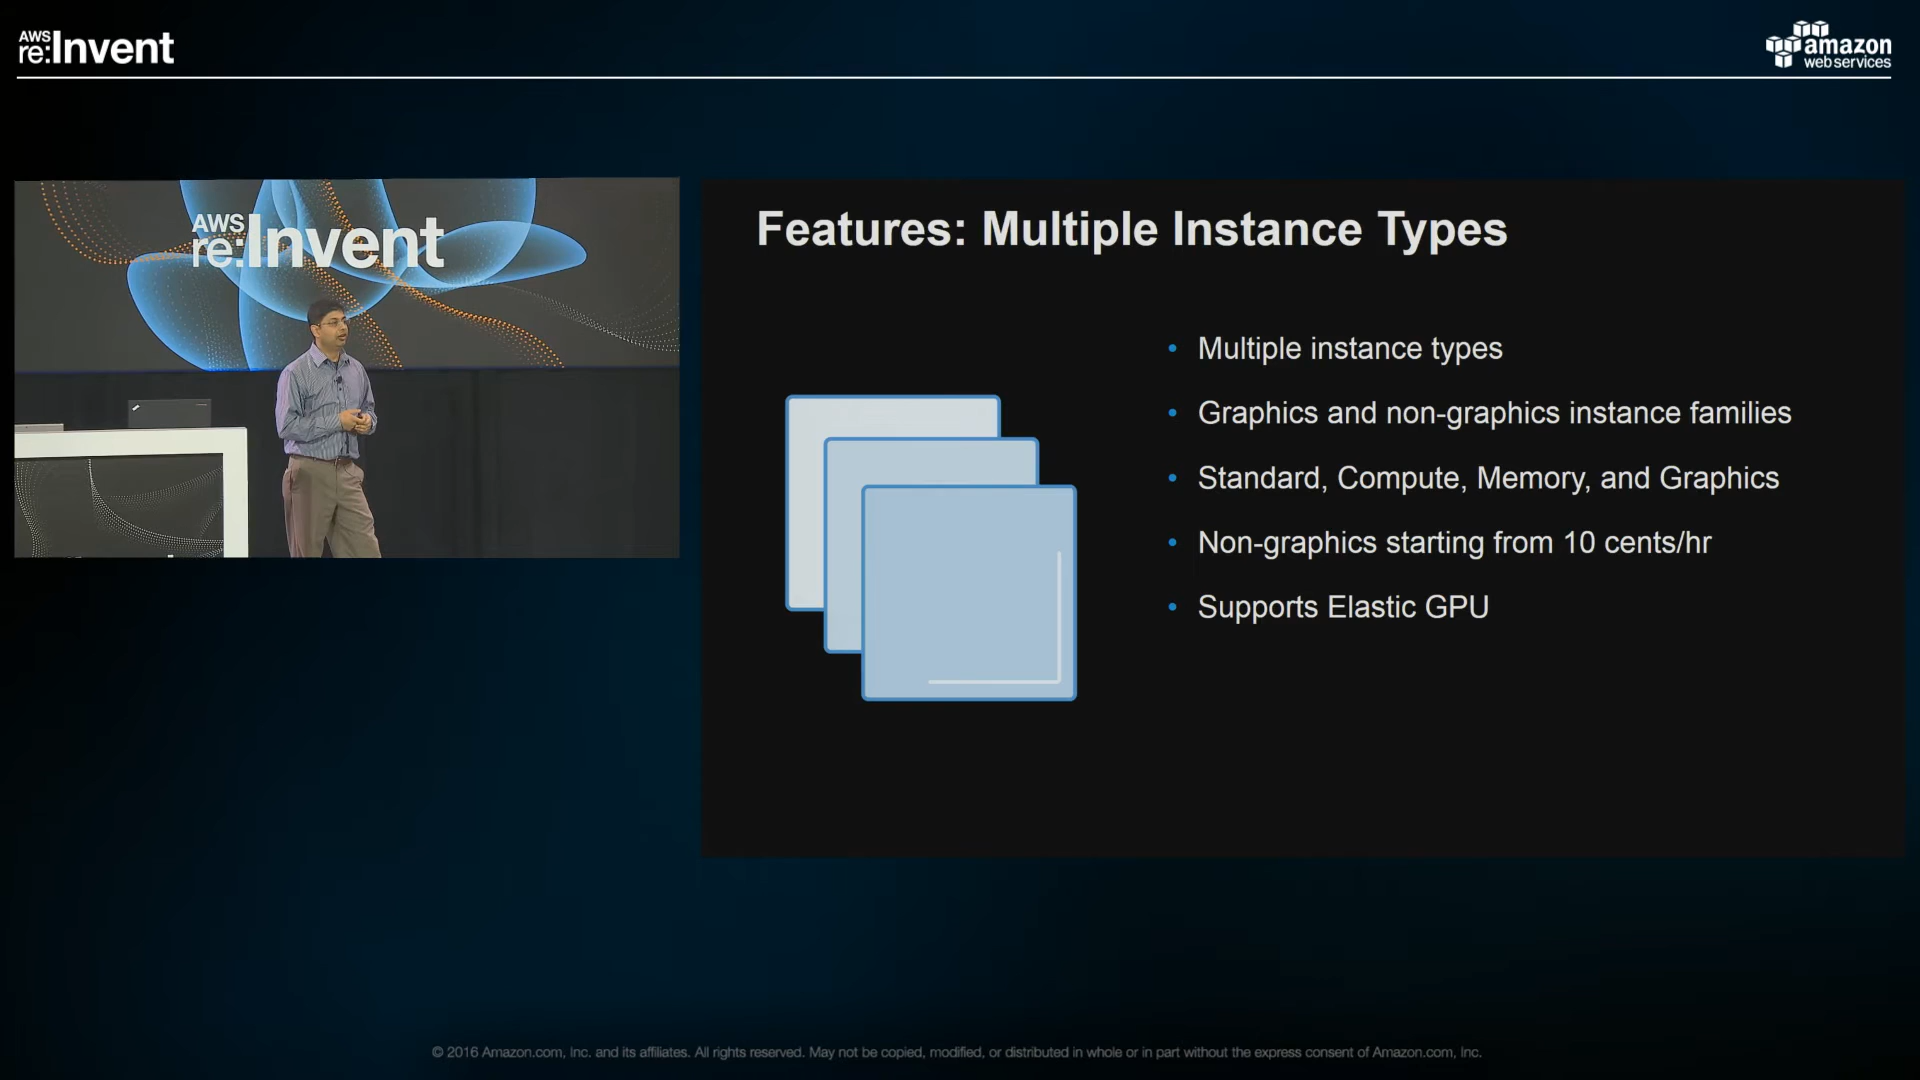 AWS
re:Invent
amazon
web services
AWS
re:Invent
Features: Multiple Instance Types
• Multiple instance types
• Graphics and non-graphics instance families
• Standard, Compute, Memory, and Graphics
• Non-graphics starting from 10 cents/hr
• Supports Elastic GPU
© 2016 Amazon.com, Inc. and its affiliates. All rights reserved. May not be copied, modified, or distributed in whole or in part without the express consent of Amazon.com, Inc.